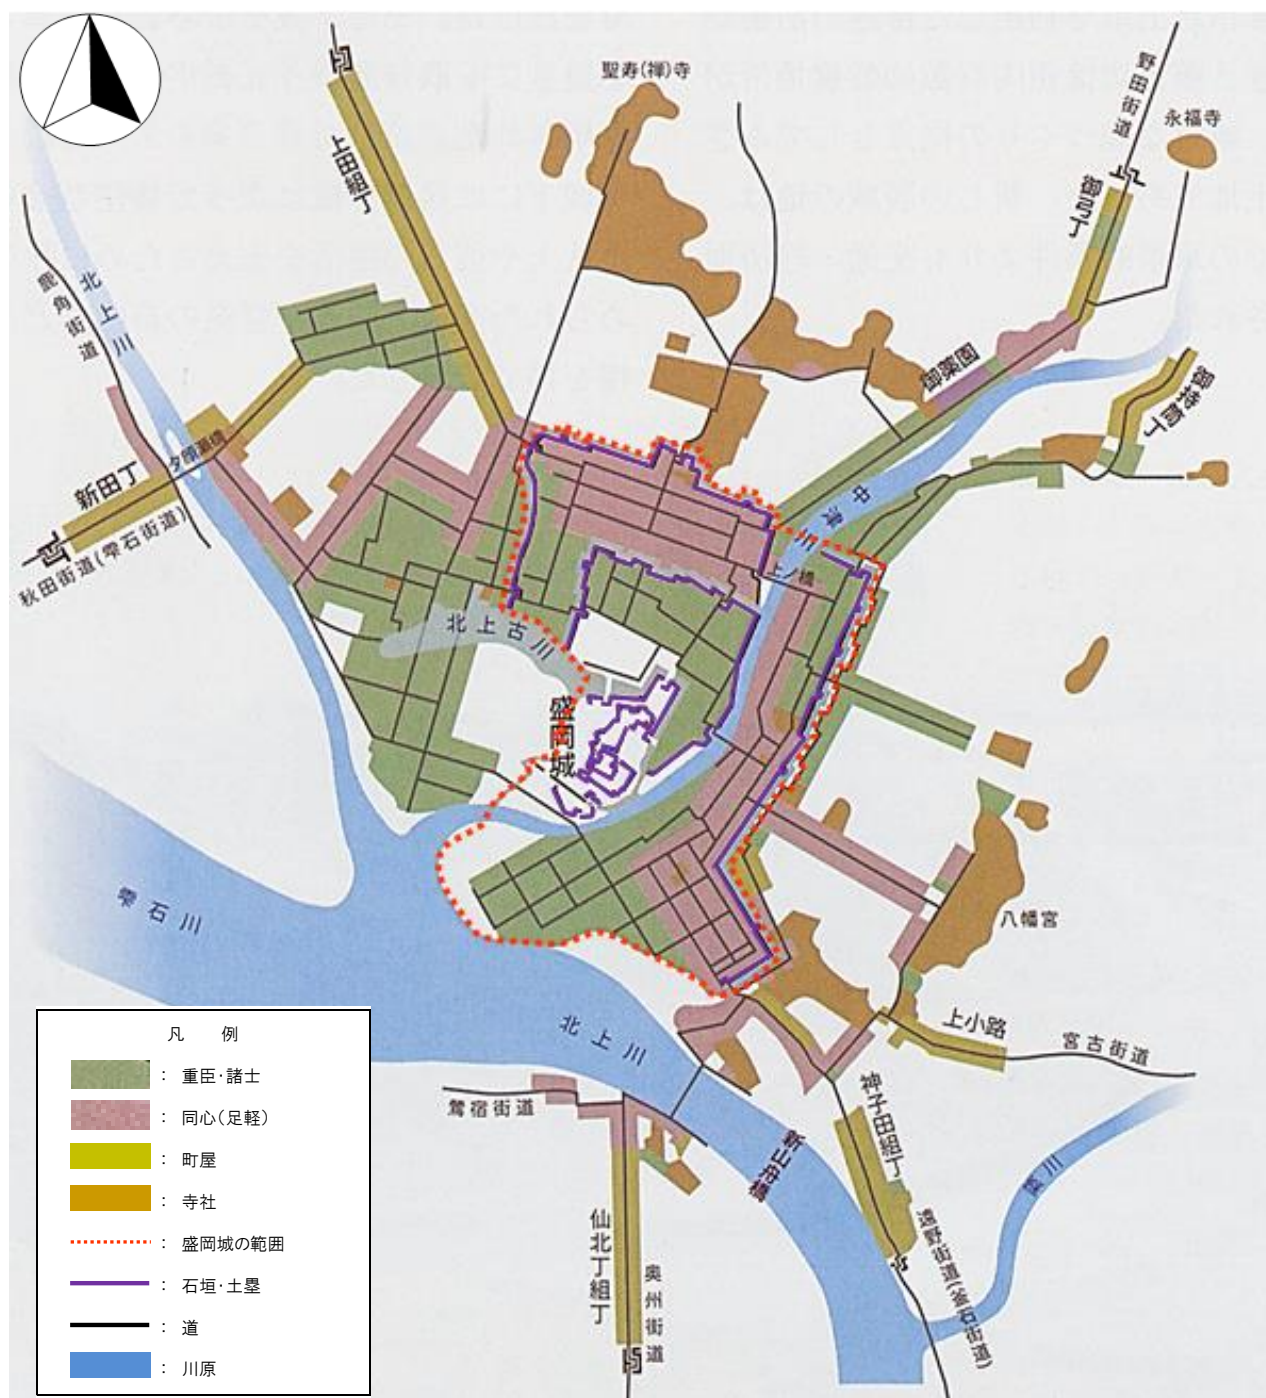 聖寿(禅)寺
野田街道
永福寺
上田組丁
御弓丁
鹿角街道
北上川
御薬園
御持筒丁
夕顔瀬橋
新田丁
秋田街道(雫石街道)
中津川
上ノ橋
北上古川
盛岡城
雫石川
八幡宮
北上川
上小路
宮古街道
鶯宿街道
神子田組丁
新山舟橋
簗川
仙北丁組丁
奥州街道
遠野街道(釜石街道)
凡 例
: 重臣・諸士
: 同心(足軽)
: 町屋
: 寺社
: 盛岡城の範囲
: 石垣・土塁
: 道
: 川原